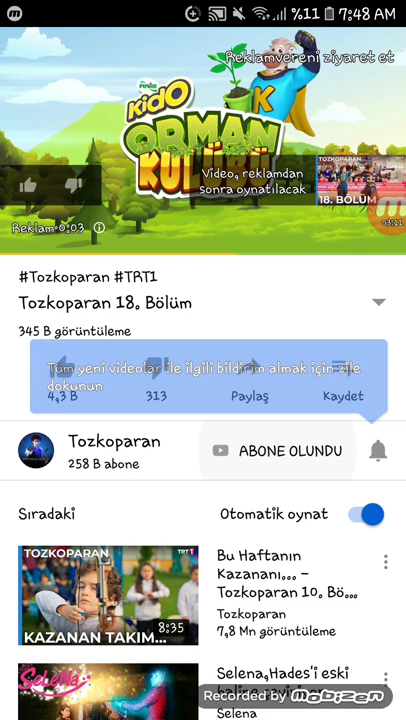 %11 7:48 AM
Reklamvereni ziyaret et
PINAR
KiDO
ORMAN
KULÜBÜ
K
Video, reklamdan
sonra oynatılacak
TOZKOPARAN
18. BÖLÜM
03:11
Reklam·0:03
#Tozkoparan #TRT1
Tozkoparan 18. Bölüm
345 B görüntüleme
Tüm yeni videolar ile ilgili bildirim almak için zile
dokunun
4,3 B 313 Paylaş Kaydet
Tozkoparan
258 B abone
ABONE OLUNDU
Sıradaki Otomatik oynat
TOZKOPARAN
TRT 1
KAZANAN TAKIM...
8:35
Bu Haftanın
Kazananı... –
Tozkoparan 10. Bö...
Tozkoparan
7,8 Mn görüntüleme
SELENA
Selena,Hades'i eski
Selena
Recorded by mobizen